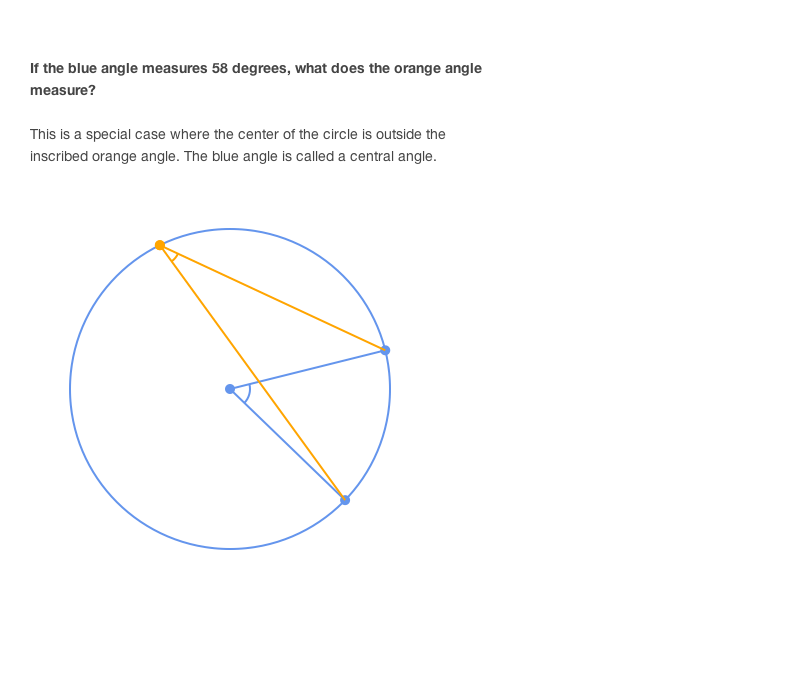 If the blue angle measures 58 degrees, what does the orange angle
measure?
This is a special case where the center of the circle is outside the
inscribed orange angle. The blue angle is called a central angle.